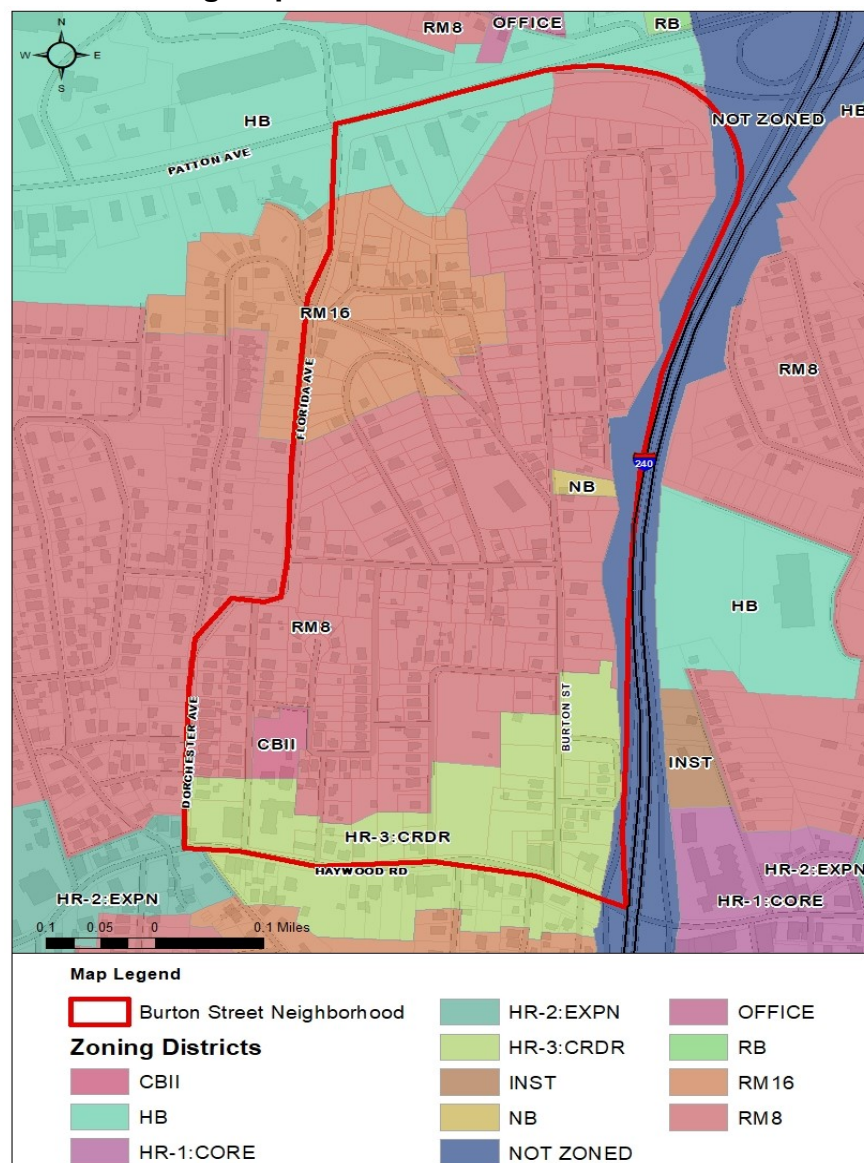 RM8
OFFICE
RB
N
W
E
S
HB
NOT ZONED
HB
PATTON AVE
RM16
FLORIDA AVE
RM8
240
NB
HB
RM8
DORCHESTER AVE
BURTON ST
CBII
INST
HR-3:CRDR
HAYWOOD RD
HR-2:EXPN
HR-2:EXPN
HR-1:CORE
0.1 0.05 0 0.1 Miles
Map Legend
Burton Street Neighborhood
Zoning Districts
CBII
HB
HR-1:CORE
HR-2:EXPN
HR-3:CRDR
INST
NB
NOT ZONED
OFFICE
RB
RM16
RM8